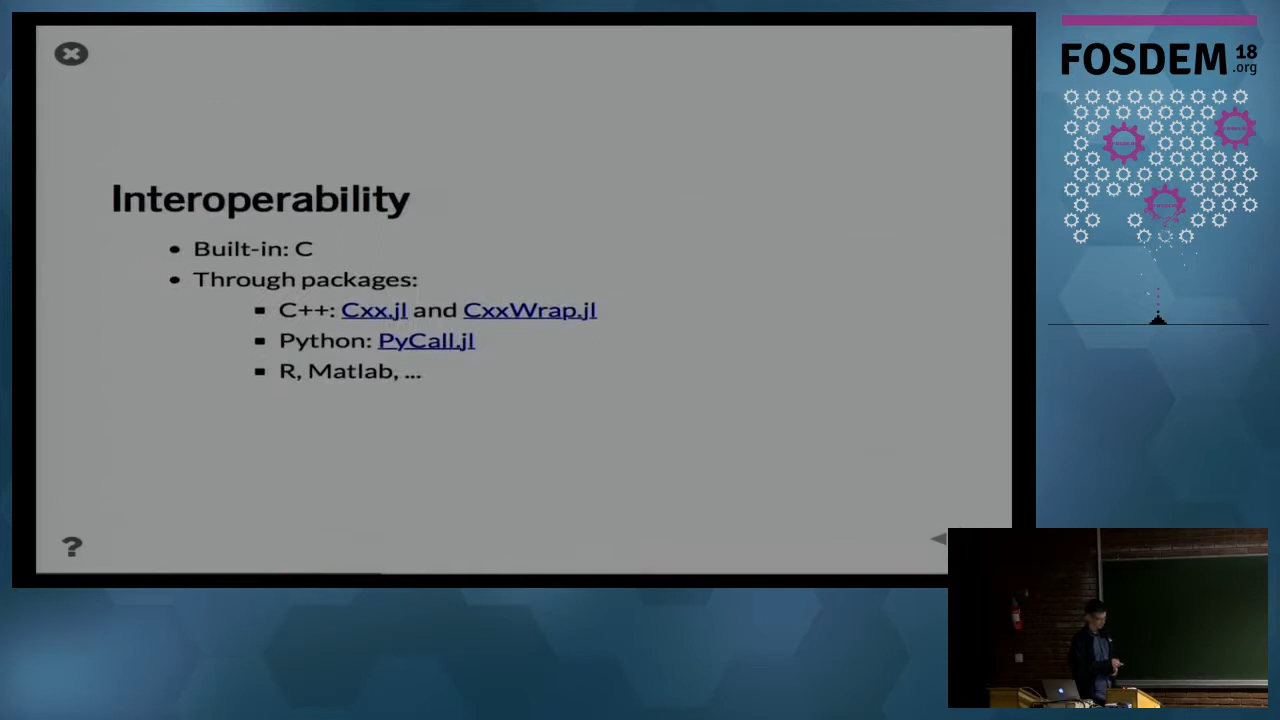 Interoperability
• Built-in: C
• Through packages:
▪ C++: Cxx.jl and CxxWrap.jl
▪ Python: PyCall.jl
▪ R, Matlab, ...
?
FOSDEM 18
.org